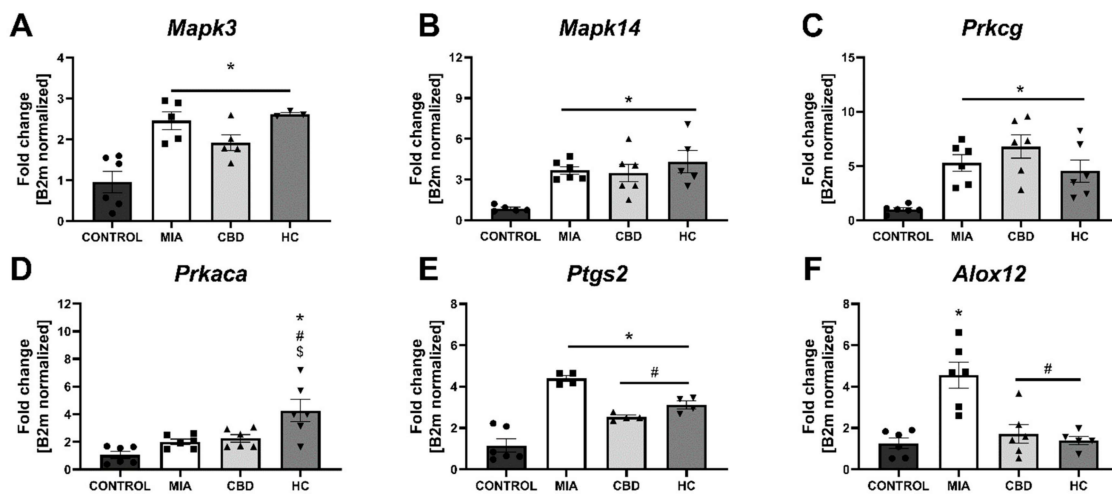 A
Mapk3
Fold change
[B2m normalized]
4
3
2
1
0
*
CONTROL MIA CBD HC
B
Mapk14
Fold change
[B2m normalized]
12
9
6
3
0
*
CONTROL MIA CBD HC
C
Prkcg
Fold change
[B2m normalized]
15
10
5
0
*
CONTROL MIA CBD HC
D
Prkaca
Fold change
[B2m normalized]
12
10
8
6
4
2
0
*
#
$
CONTROL MIA CBD HC
E
Ptgs2
Fold change
[B2m normalized]
8
6
4
2
0
*
#
CONTROL MIA CBD HC
F
Alox12
Fold change
[B2m normalized]
8
6
4
2
0
*
#
CONTROL MIA CBD HC